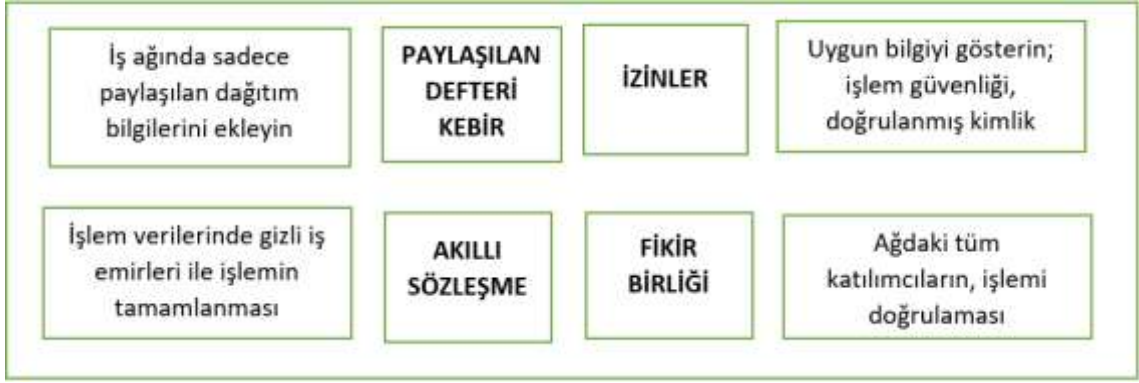 İş ağında sadece
paylaşılan dağıtım
bilgilerini ekleyin
PAYLAŞILAN
DEFTERİ
KEBİR
İZİNLER
Uygun bilgiyi gösterin;
işlem güvenliği,
doğrulanmış kimlik
İşlem verilerinde gizli iş
emirleri ile işlemin
tamamlanması
AKILLI
SÖZLEŞME
FİKİR
BİRLİĞİ
Ağdaki tüm
katılımcıların, işlemi
doğrulaması